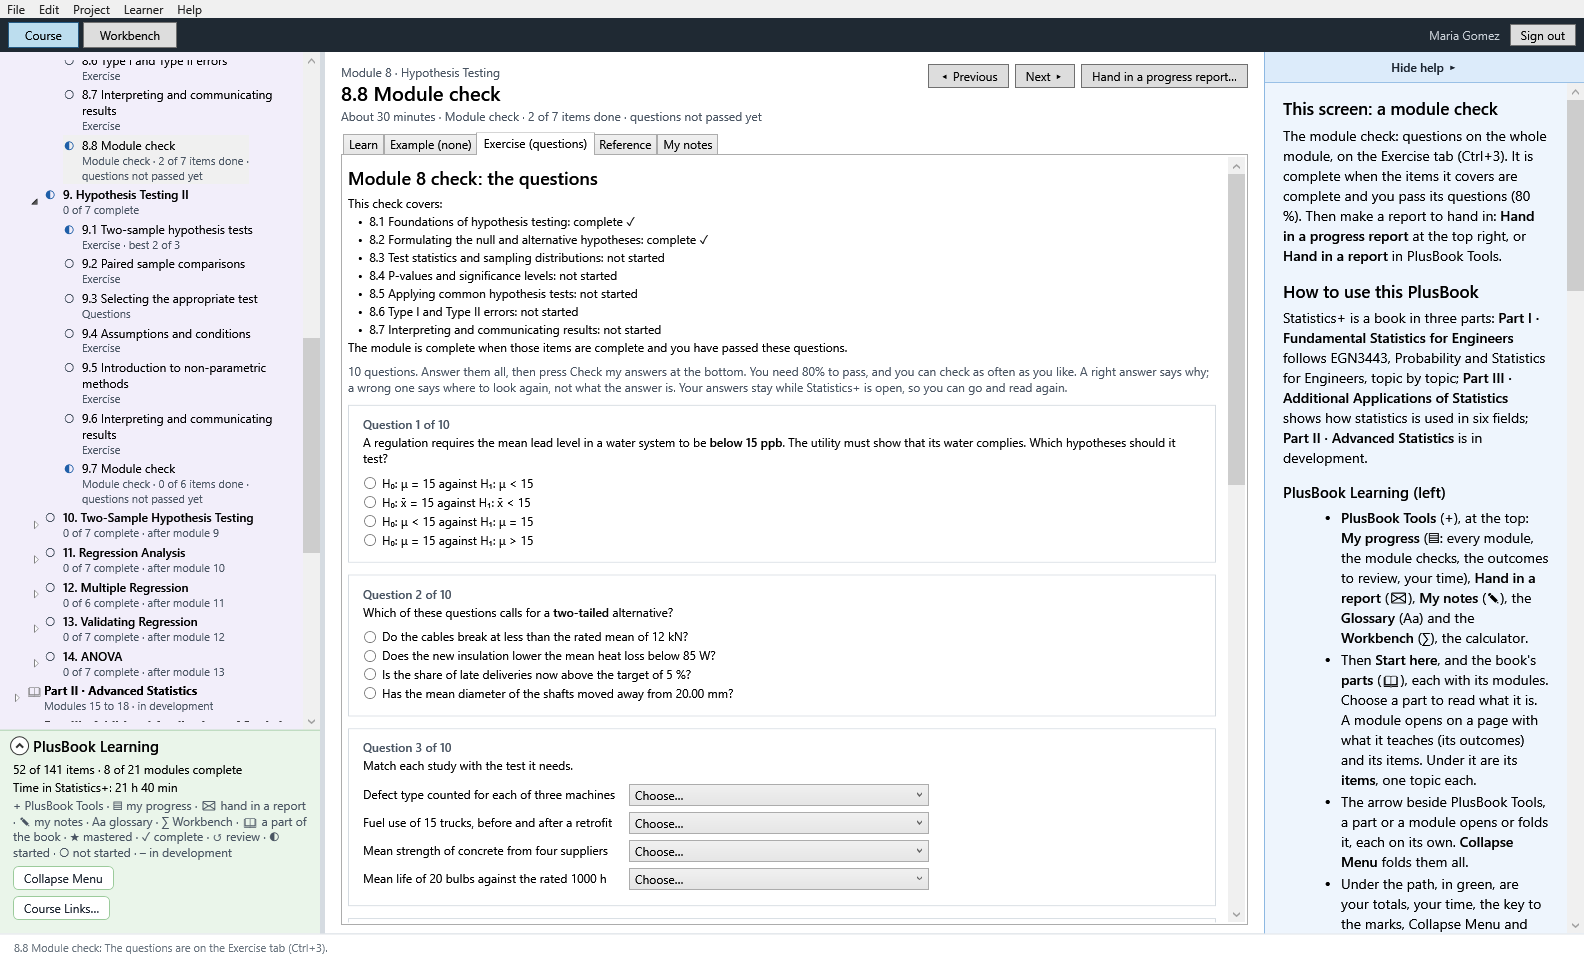 File Edit Project Learner Help
Course Workbench Maria Gomez Sign out
8.6 Type I and Type II errors
Exercise
8.7 Interpreting and communicating
results
Exercise
8.8 Module check
Module check · 2 of 7 items done ·
questions not passed yet
9. Hypothesis Testing II
0 of 7 complete
9.1 Two-sample hypothesis tests
Exercise · best 2 of 3
9.2 Paired sample comparisons
Exercise
9.3 Selecting the appropriate test
Questions
9.4 Assumptions and conditions
Exercise
9.5 Introduction to non-parametric
methods
Exercise
9.6 Interpreting and communicating
results
Exercise
9.7 Module check
Module check · 0 of 6 items done ·
questions not passed yet
10. Two-Sample Hypothesis Testing
0 of 7 complete · after module 9
11. Regression Analysis
0 of 7 complete · after module 10
12. Multiple Regression
0 of 6 complete · after module 11
13. Validating Regression
0 of 7 complete · after module 12
14. ANOVA
0 of 7 complete · after module 13
Part II · Advanced Statistics
Modules 15 to 18 · in development
PlusBook Learning
52 of 141 items · 8 of 21 modules complete
Time in Statistics+: 21 h 40 min
+ PlusBook Tools · ▤ my progress · ✉ hand in a report
· ✎ my notes · Aa glossary · ∑ Workbench · 🕮 a part of
the book · ★ mastered · ✓ complete · ↺ review · ◐
started · ○ not started · – in development
Collapse Menu
Course Links...
Module 8 · Hypothesis Testing
8.8 Module check
About 30 minutes · Module check · 2 of 7 items done · questions not passed yet
◂ Previous Next ▸ Hand in a progress report...
Learn Example (none) Exercise (questions) Reference My notes
Module 8 check: the questions
This check covers:
• 8.1 Foundations of hypothesis testing: complete ✓
• 8.2 Formulating the null and alternative hypotheses: complete ✓
• 8.3 Test statistics and sampling distributions: not started
• 8.4 P-values and significance levels: not started
• 8.5 Applying common hypothesis tests: not started
• 8.6 Type I and Type II errors: not started
• 8.7 Interpreting and communicating results: not started
The module is complete when those items are complete and you have passed these questions.
10 questions. Answer them all, then press Check my answers at the bottom. You need 80% to pass, and you can check as often as you like. A right answer says why;
a wrong one says where to look again, not what the answer is. Your answers stay while Statistics+ is open, so you can go and read again.
Question 1 of 10
A regulation requires the mean lead level in a water system to be below 15 ppb. The utility must show that its water complies. Which hypotheses should it
test?
H₀: μ = 15 against H₁: μ < 15
H₀: x̄ = 15 against H₁: x̄ < 15
H₀: μ < 15 against H₁: μ = 15
H₀: μ = 15 against H₁: μ > 15
Question 2 of 10
Which of these questions calls for a two-tailed alternative?
Do the cables break at less than the rated mean of 12 kN?
Does the new insulation lower the mean heat loss below 85 W?
Is the share of late deliveries now above the target of 5 %?
Has the mean diameter of the shafts moved away from 20.00 mm?
Question 3 of 10
Match each study with the test it needs.
Defect type counted for each of three machines Choose...
Fuel use of 15 trucks, before and after a retrofit Choose...
Mean strength of concrete from four suppliers Choose...
Mean life of 20 bulbs against the rated 1000 h Choose...
Hide help ▸
This screen: a module check
The module check: questions on the whole
module, on the Exercise tab (Ctrl+3). It is
complete when the items it covers are
complete and you pass its questions (80
%). Then make a report to hand in: Hand
in a progress report at the top right, or
Hand in a report in PlusBook Tools.
How to use this PlusBook
Statistics+ is a book in three parts: Part I ·
Fundamental Statistics for Engineers
follows EGN3443, Probability and Statistics
for Engineers, topic by topic; Part III ·
Additional Applications of Statistics
shows how statistics is used in six fields;
Part II · Advanced Statistics is in
development.
PlusBook Learning (left)
• PlusBook Tools (+), at the top:
My progress (▤: every module,
the module checks, the outcomes
to review, your time), Hand in a
report (✉), My notes (✎), the
Glossary (Aa) and the
Workbench (∑), the calculator.
• Then Start here, and the book's
parts (🕮), each with its modules.
Choose a part to read what it is.
A module opens on a page with
what it teaches (its outcomes)
and its items. Under it are its
items, one topic each.
• The arrow beside PlusBook Tools,
a part or a module opens or folds
it, each on its own. Collapse
Menu folds them all.
• Under the path, in green, are
your totals, your time, the key to
the marks, Collapse Menu and
8.8 Module check: The questions are on the Exercise tab (Ctrl+3).